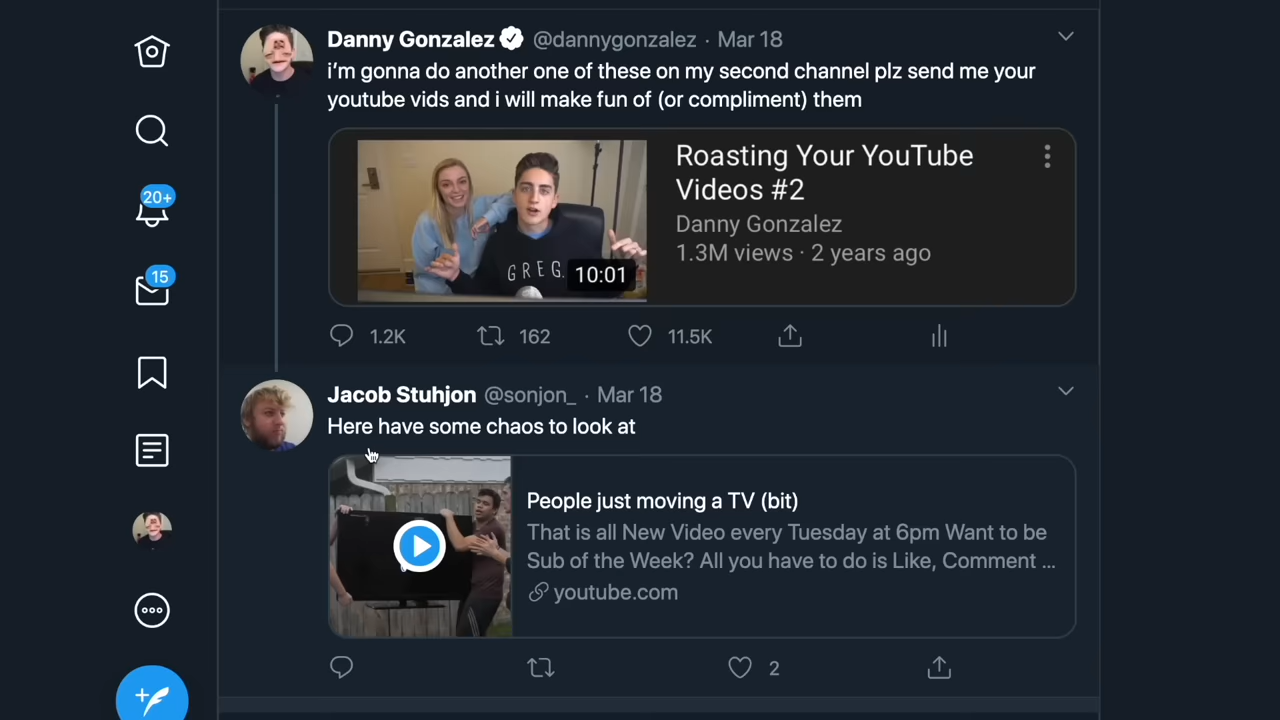 Danny Gonzalez @dannygonzalez · Mar 18
i'm gonna do another one of these on my second channel plz send me your
youtube vids and i will make fun of (or compliment) them
Roasting Your YouTube
Videos #2
Danny Gonzalez
1.3M views · 2 years ago
GREG.
10:01
1.2K 162 11.5K
20+
15
Jacob Stuhjon @sonjon_ · Mar 18
Here have some chaos to look at
People just moving a TV (bit)
That is all New Video every Tuesday at 6pm Want to be
Sub of the Week? All you have to do is Like, Comment ...
youtube.com
2